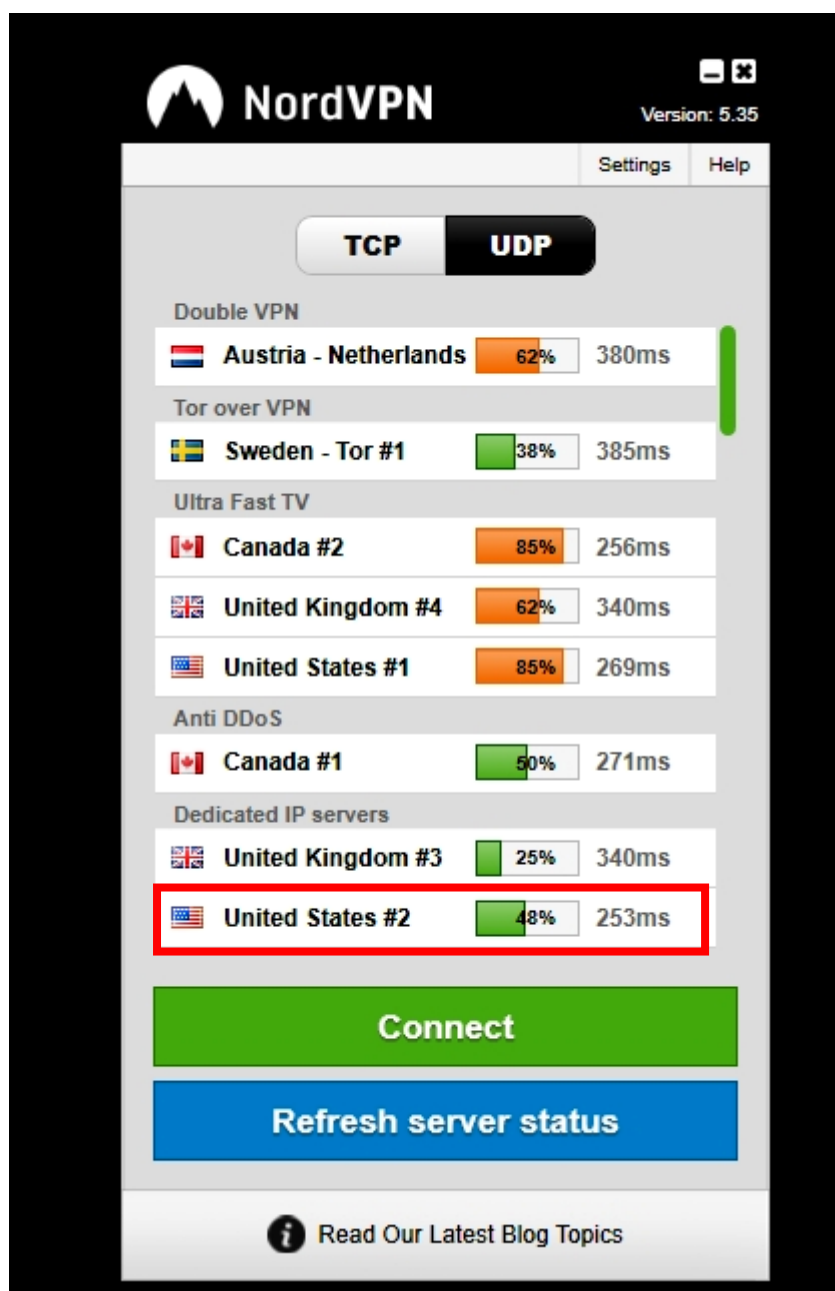 NordVPN
Version: 5.35
Settings Help
TCP UDP
Double VPN
Austria - Netherlands 62% 380ms
Tor over VPN
Sweden - Tor #1 38% 385ms
Ultra Fast TV
Canada #2 85% 256ms
United Kingdom #4 62% 340ms
United States #1 85% 269ms
Anti DDoS
Canada #1 50% 271ms
Dedicated IP servers
United Kingdom #3 25% 340ms
United States #2 48% 253ms
Connect
Refresh server status
Read Our Latest Blog Topics